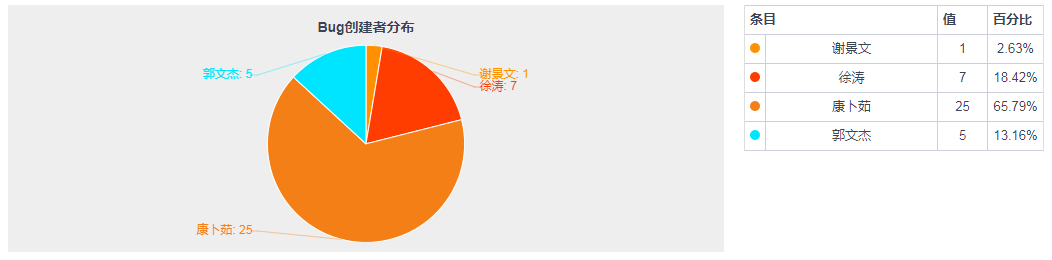 Bug创建者分布
郭文杰: 5
谢景文: 1
徐涛: 7
康卜茹: 25
条目 值 百分比
谢景文 1 2.63%
徐涛 7 18.42%
康卜茹 25 65.79%
郭文杰 5 13.16%